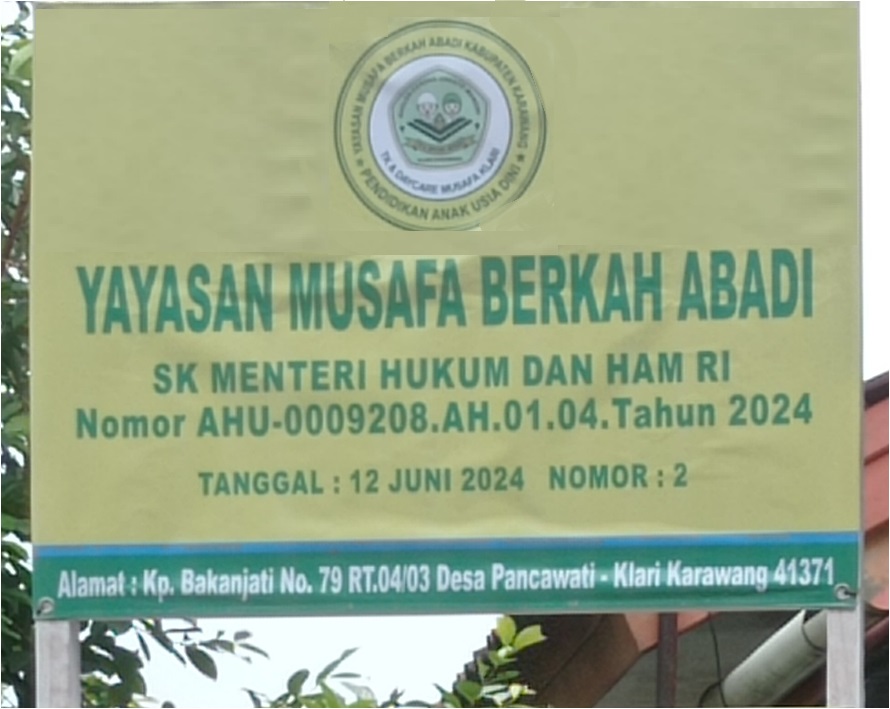 YAYASAN MUSAFA BERKAH ABADI KABUPATEN KARAWANG
TK & DAYCARE MUSAFA KLARI
PENDIDIKAN ANAK USIA DINI
YAYASAN MUSAFA BERKAH ABADI
SK MENTERI HUKUM DAN HAM RI
Nomor AHU-0009208.AH.01.04.Tahun 2024
TANGGAL : 12 JUNI 2024 NOMOR : 2
Alamat : Kp. Bakanjati No. 79 RT.04/03 Desa Pancawati - Klari Karawang 41371